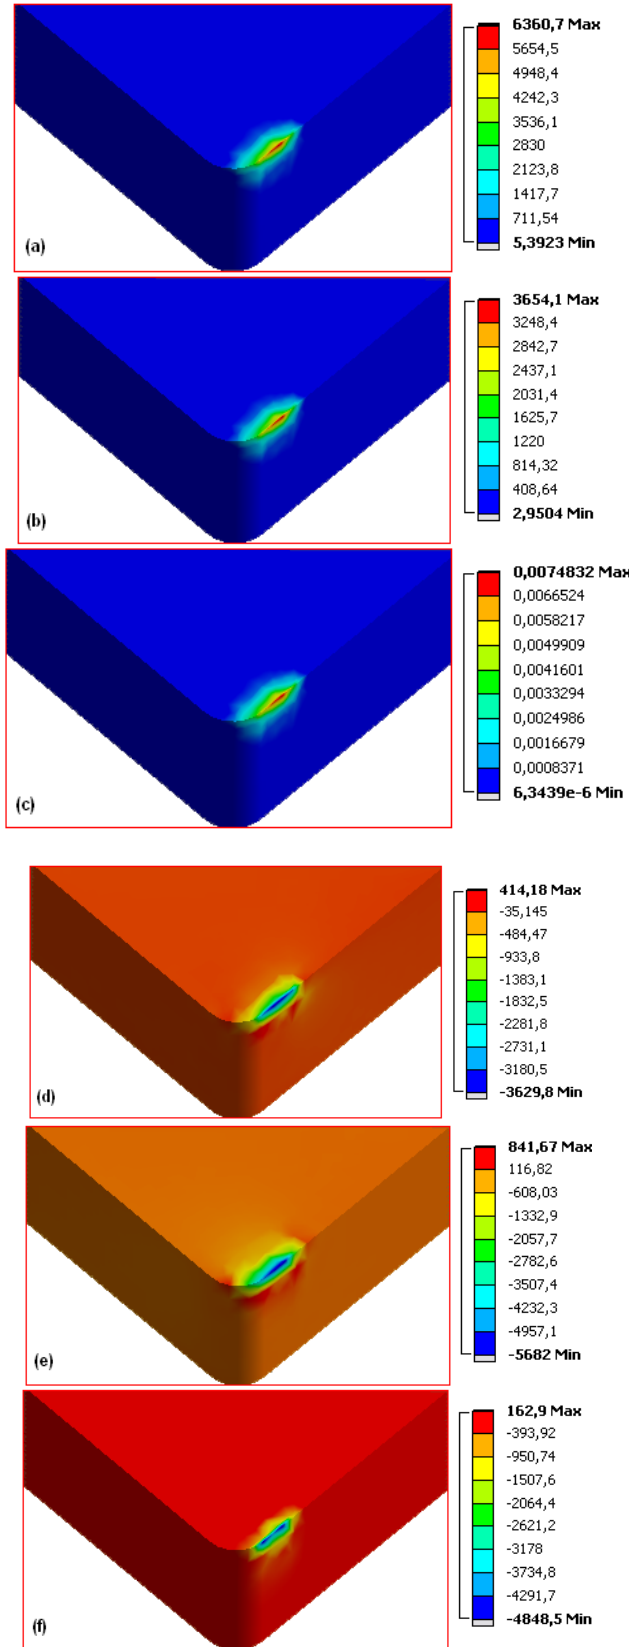 6360,7 Max
5654,5
4948,4
4242,3
3536,1
2830
2123,8
1417,7
711,54
5,3923 Min
(a)
3654,1 Max
3248,4
2842,7
2437,1
2031,4
1625,7
1220
814,32
408,64
2,9504 Min
(b)
0,0074832 Max
0,0066524
0,0058217
0,0049909
0,0041601
0,0033294
0,0024986
0,0016679
0,0008371
6,3439e-6 Min
(c)
414,18 Max
-35,145
-484,47
-933,8
-1383,1
-1832,5
-2281,8
-2731,1
-3180,5
-3629,8 Min
(d)
841,67 Max
116,82
-608,03
-1332,9
-2057,7
-2782,6
-3507,4
-4232,3
-4957,1
-5682 Min
(e)
162,9 Max
-393,92
-950,74
-1507,6
-2064,4
-2621,2
-3178
-3734,8
-4291,7
-4848,5 Min
(f)